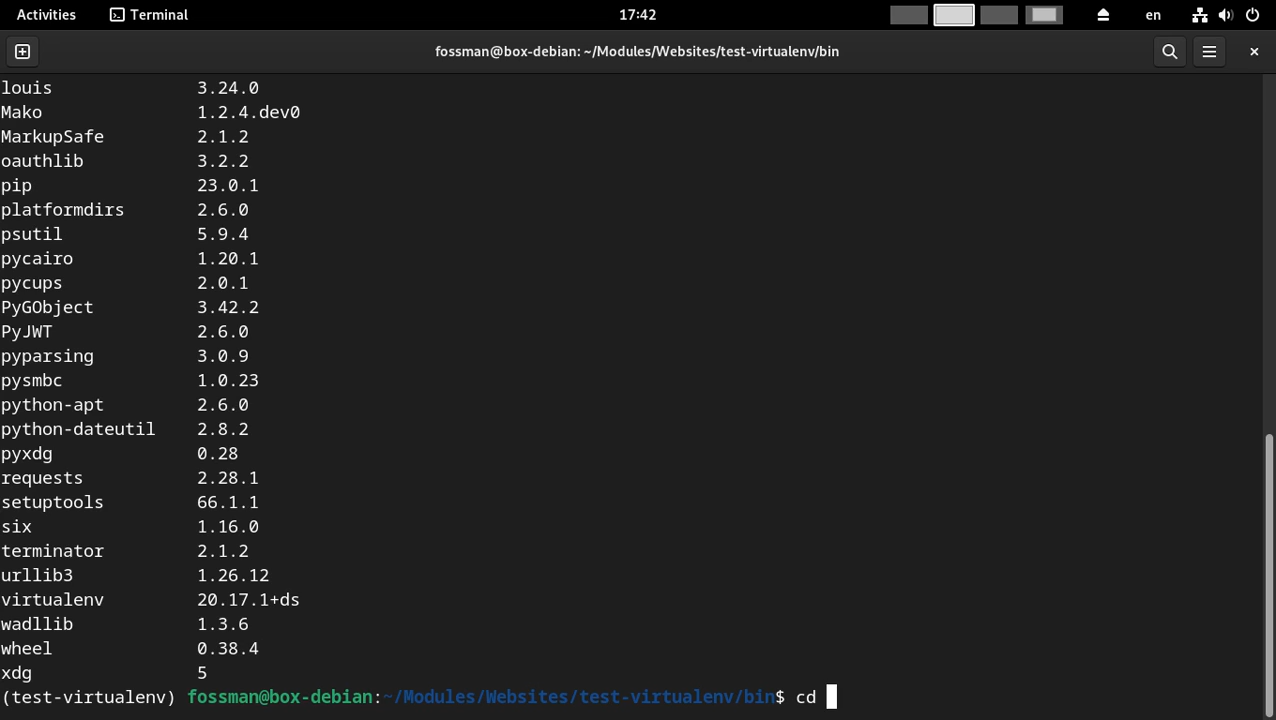 Activities Terminal 17:42 en
fossman@box-debian: ~/Modules/Websites/test-virtualenv/bin
louis 3.24.0
Mako 1.2.4.dev0
MarkupSafe 2.1.2
oauthlib 3.2.2
pip 23.0.1
platformdirs 2.6.0
psutil 5.9.4
pycairo 1.20.1
pycups 2.0.1
PyGObject 3.42.2
PyJWT 2.6.0
pyparsing 3.0.9
pysmbc 1.0.23
python-apt 2.6.0
python-dateutil 2.8.2
pyxdg 0.28
requests 2.28.1
setuptools 66.1.1
six 1.16.0
terminator 2.1.2
urllib3 1.26.12
virtualenv 20.17.1+ds
wadllib 1.3.6
wheel 0.38.4
xdg 5
(test-virtualenv) fossman@box-debian:~/Modules/Websites/test-virtualenv/bin$ cd